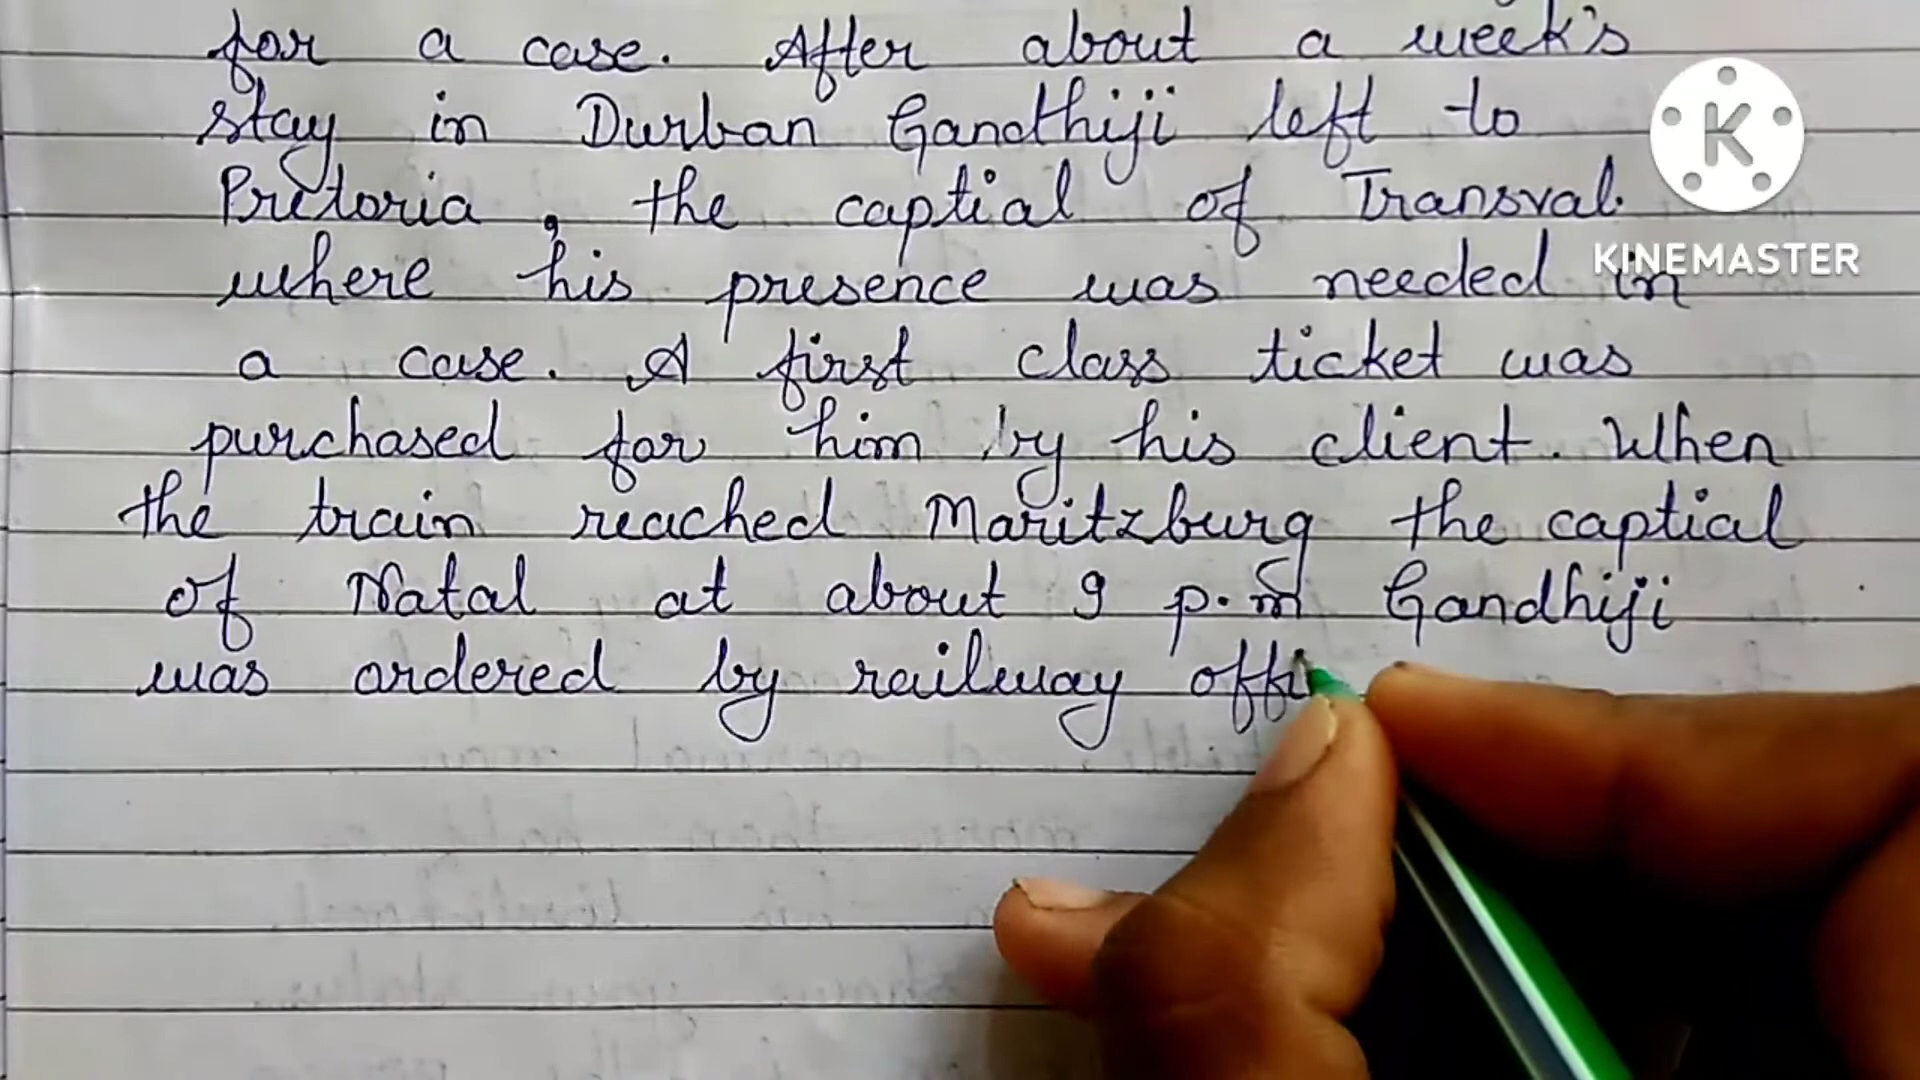 for a case. After about a week's
stay in Durban Gandhiji left to
Pretoria, the captial of Transval.
where his presence was needed in
a case. A first class ticket was
purchased for him by his client. When
the train reached Maritzburg the captial
of Natal at about 9 p.m Gandhiji
was ordered by railway offi
K
KINEMASTER